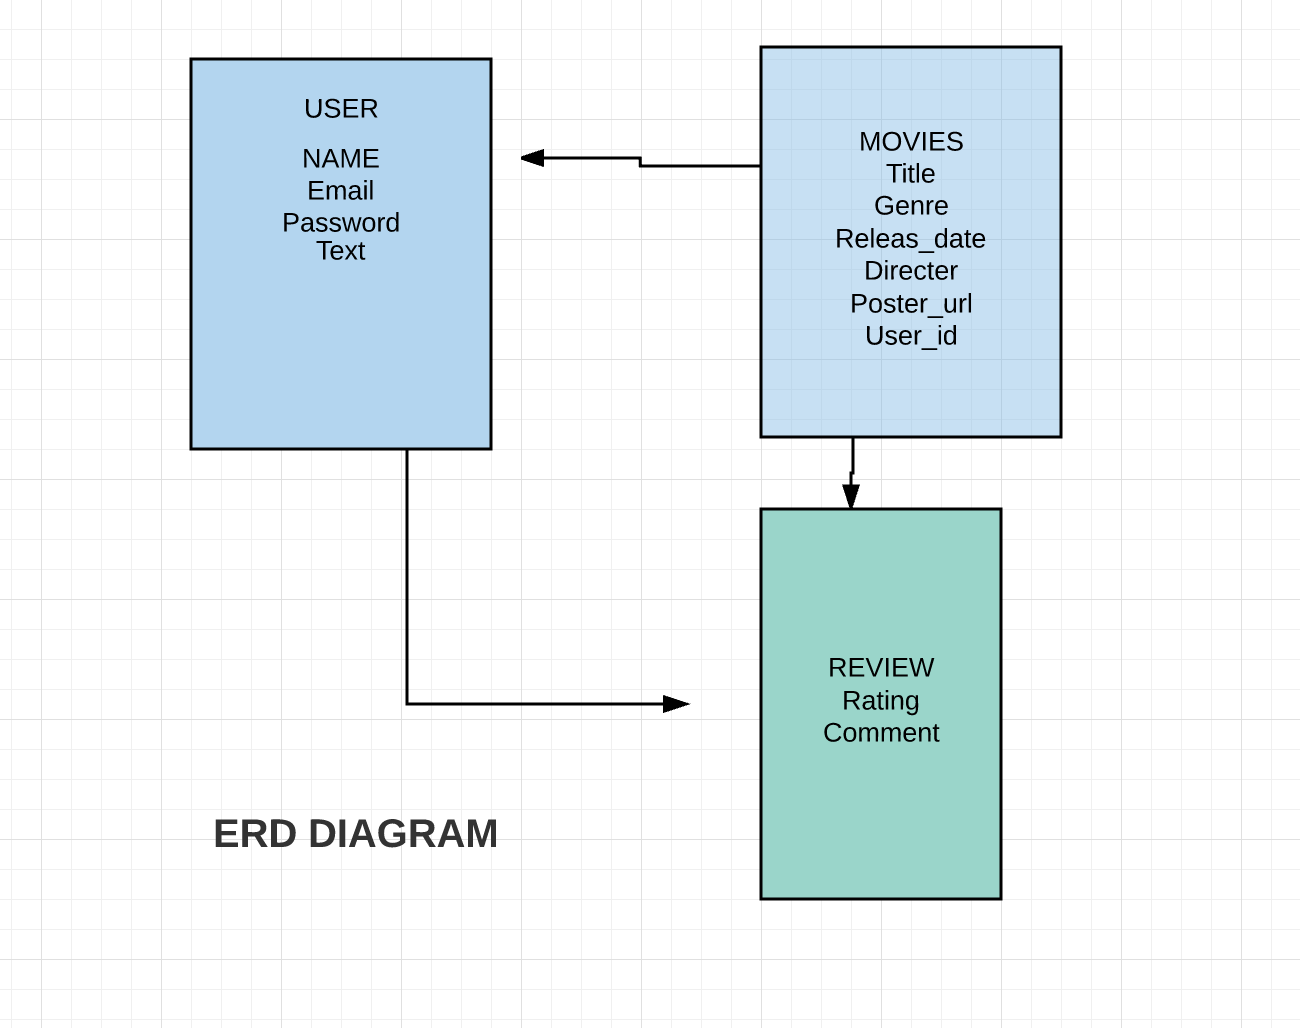 USER
NAME
Email
Password
Text
MOVIES
Title
Genre
Releas_date
Directer
Poster_url
User_id
REVIEW
Rating
Comment
ERD DIAGRAM